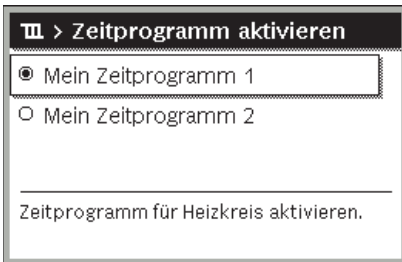 > Zeitprogramm aktivieren
Mein Zeitprogramm 1
Mein Zeitprogramm 2
Zeitprogramm für Heizkreis aktivieren.